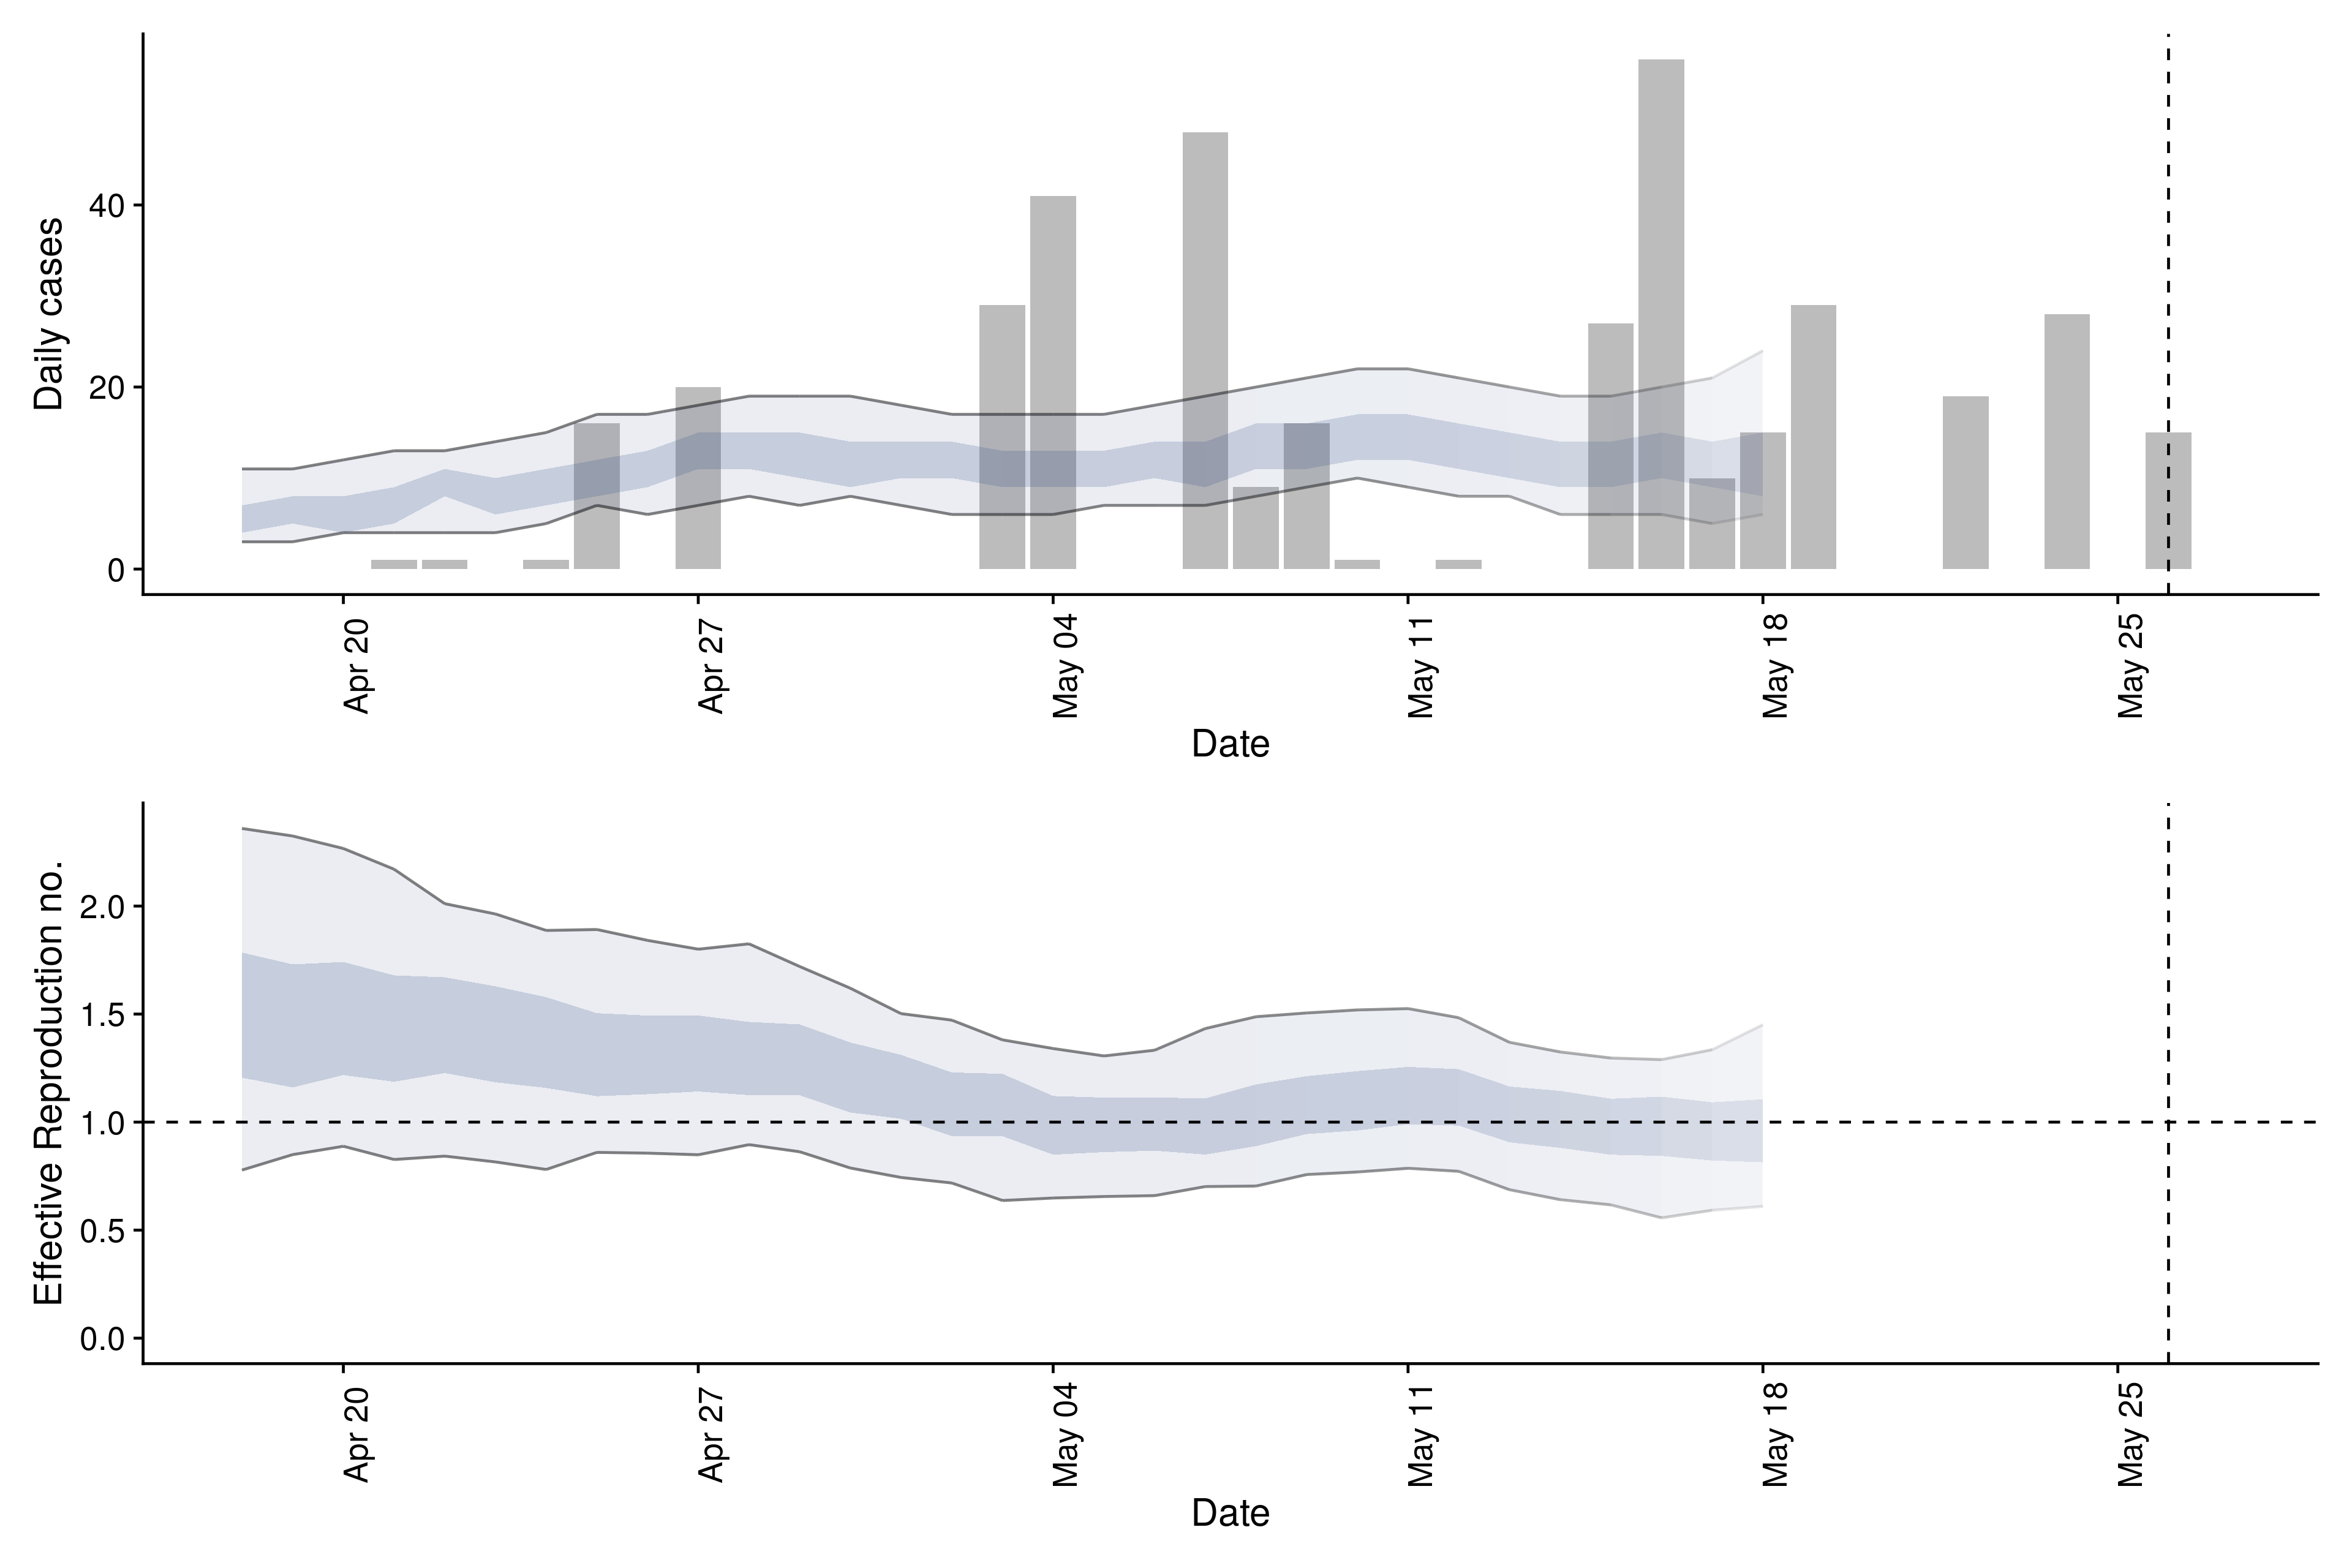 Daily cases
40
20
0
Apr 20
Apr 27
May 04
May 11
May 18
May 25
Date
Effective Reproduction no.
2.0
1.5
1.0
0.5
0.0
Apr 20
Apr 27
May 04
May 11
May 18
May 25
Date